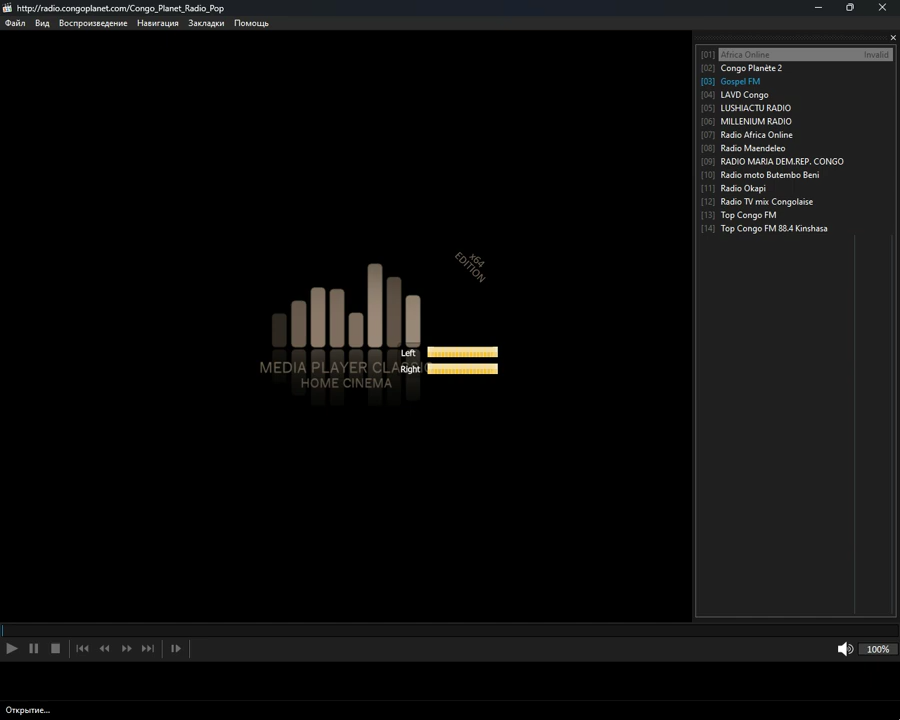 http://radio.congoplanet.com/Congo_Planet_Radio_Pop
Файл Вид Воспроизведение Навигация Закладки Помощь
[01] Africa Online Invalid
[02] Congo Planète 2
[03] Gospel FM
[04] LAVD Congo
[05] LUSHIACTU RADIO
[06] MILLENIUM RADIO
[07] Radio Africa Online
[08] Radio Maendeleo
[09] RADIO MARIA DEM.REP. CONGO
[10] Radio moto Butembo Beni
[11] Radio Okapi
[12] Radio TV mix Congolaise
[13] Top Congo FM
[14] Top Congo FM 88.4 Kinshasa
x64
EDITION
Left
MEDIA PLAYER CLASSIC
Right
HOME CINEMA
100%
Открытие...